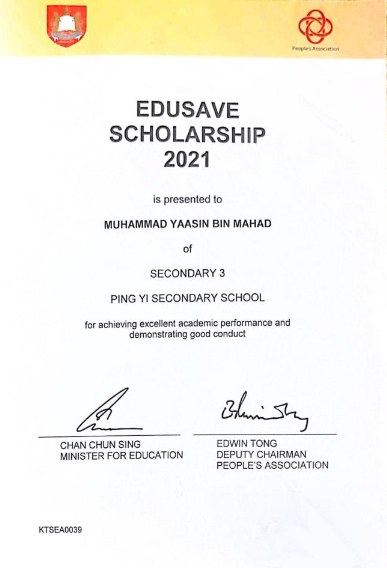 People's Association
EDUSAVE
SCHOLARSHIP
2021
is presented to
MUHAMMAD YAASIN BIN MAHAD
of
SECONDARY 3
PING YI SECONDARY SCHOOL
for achieving excellent academic performance and
demonstrating good conduct
CHAN CHUN SING
MINISTER FOR EDUCATION
EDWIN TONG
DEPUTY CHAIRMAN
PEOPLE'S ASSOCIATION
KTSEA0039